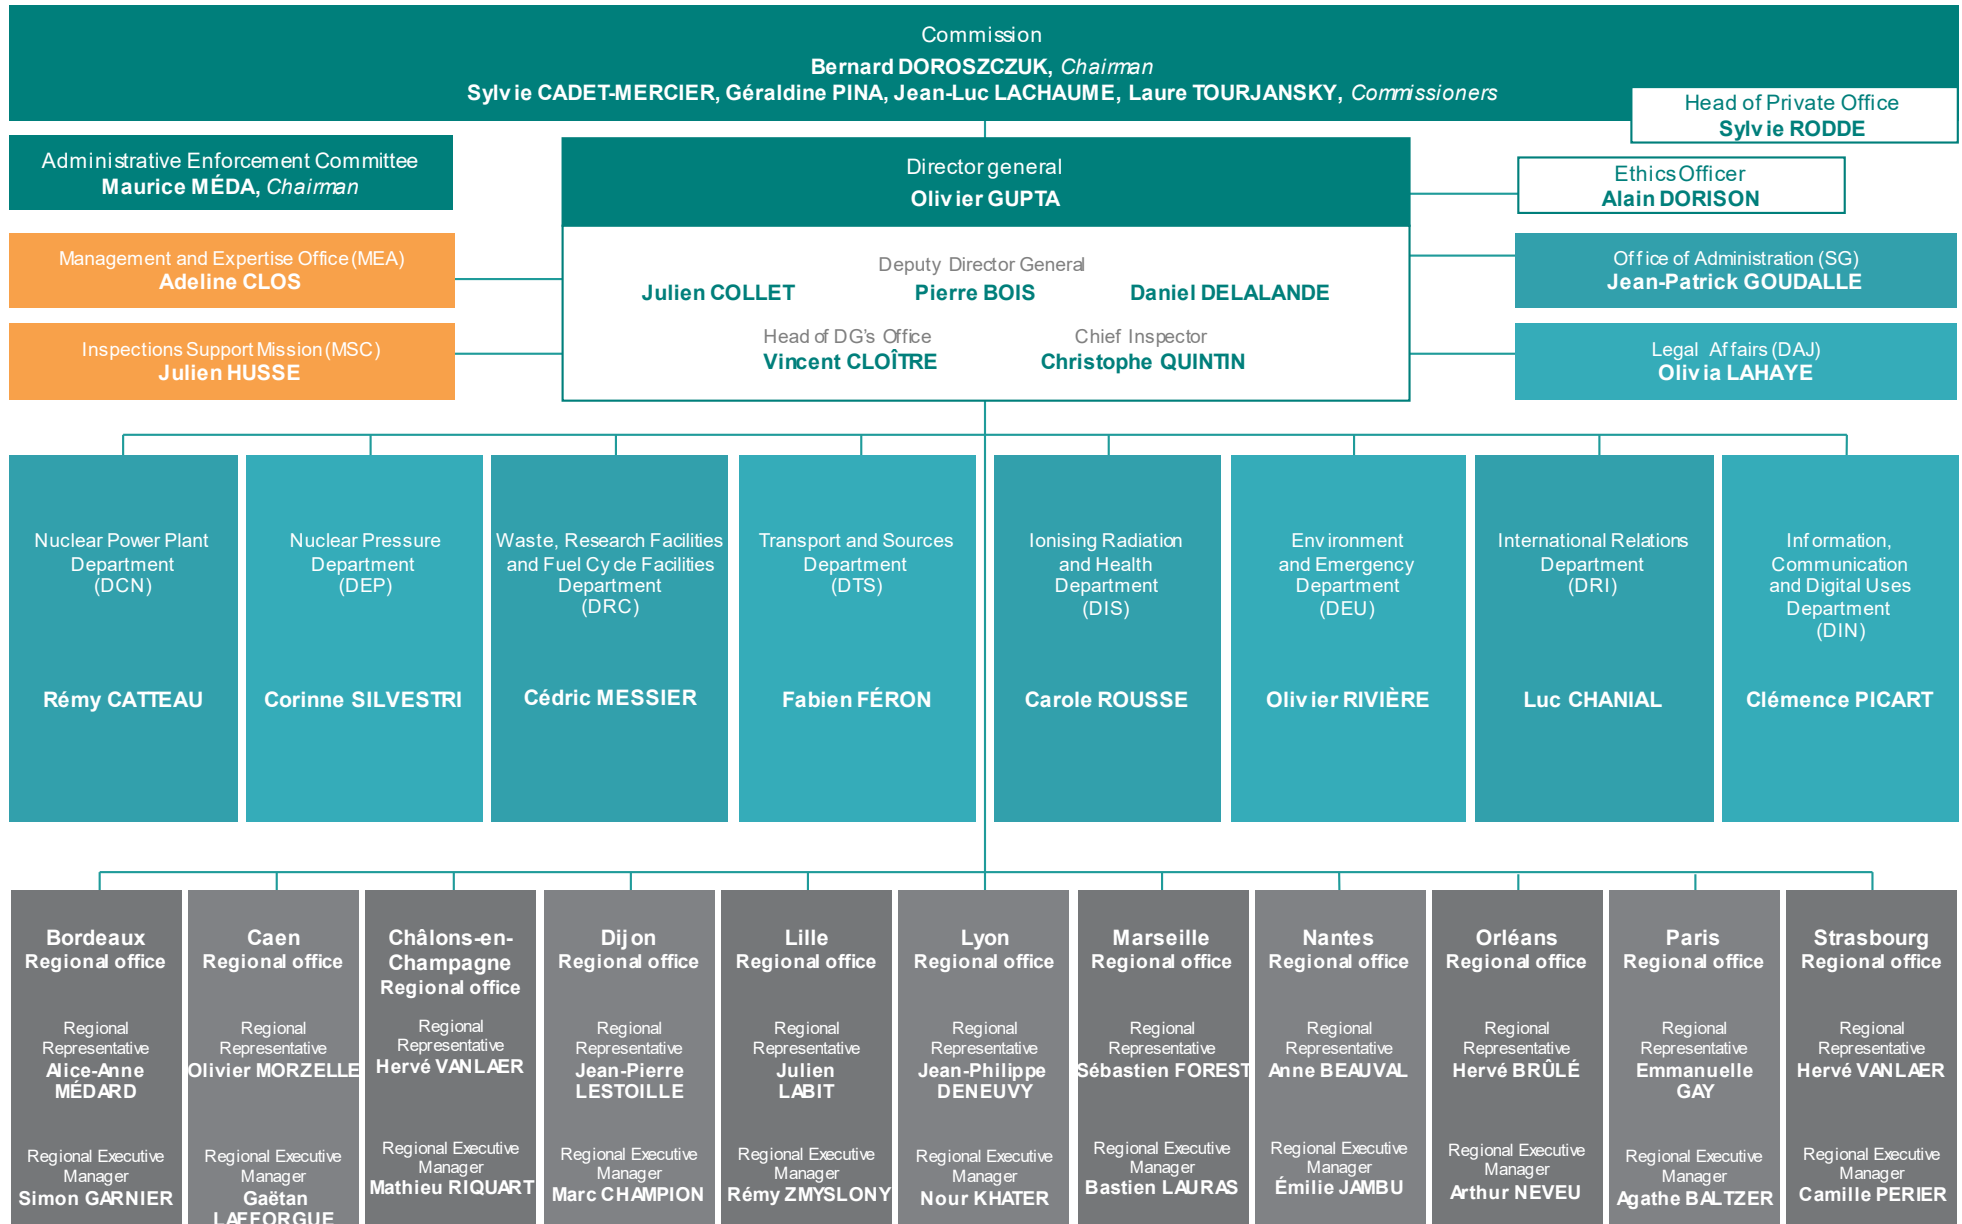 Commission
Bernard DOROSZCZUK, Chairman
Sylvie CADET-MERCIER, Géraldine PINA, Jean-Luc LACHAUME, Laure TOURJANSKY, Commissioners
Head of Private Office
Sylvie RODDE
Administrative Enforcement Committee
Maurice MÉDA, Chairman
Director general
Olivier GUPTA
Ethics Officer
Alain DORISON
Management and Expertise Office (MEA)
Adeline CLOS
Deputy Director General
Julien COLLET Pierre BOIS Daniel DELALANDE
Office of Administration (SG)
Jean-Patrick GOUDALLE
Inspections Support Mission (MSC)
Julien HUSSE
Head of DG's Office
Vincent CLOÎTRE
Chief Inspector
Christophe QUINTIN
Legal Affairs (DAJ)
Olivia LAHAYE
Nuclear Power Plant
Department
(DCN)
Rémy CATTEAU
Nuclear Pressure
Department
(DEP)
Corinne SILVESTRI
Waste, Research Facilities
and Fuel Cycle Facilities
Department
(DRC)
Cédric MESSIER
Transport and Sources
Department
(DTS)
Fabien FÉRON
Ionising Radiation
and Health
Department
(DIS)
Carole ROUSSE
Environment
and Emergency
Department
(DEU)
Olivier RIVIÈRE
International Relations
Department
(DRI)
Luc CHANIAL
Information,
Communication
and Digital Uses
Department
(DIN)
Clémence PICART
Bordeaux
Regional office
Regional
Representative
Alice-Anne
MÉDARD
Regional Executive
Manager
Simon GARNIER
Caen
Regional office
Regional
Representative
Olivier MORZELLE
Regional Executive
Manager
Gaëtan
LAFFORGUE
Châlons-en-
Champagne
Regional office
Regional
Representative
Hervé VANLAER
Regional Executive
Manager
Mathieu RIQUART
Dijon
Regional office
Regional
Representative
Jean-Pierre
LESTOILLE
Regional Executive
Manager
Marc CHAMPION
Lille
Regional office
Regional
Representative
Julien
LABIT
Regional Executive
Manager
Rémy ZMYSLONY
Lyon
Regional office
Regional
Representative
Jean-Philippe
DENEUVY
Regional Executive
Manager
Nour KHATER
Marseille
Regional office
Regional
Representative
Sébastien FOREST
Regional Executive
Manager
Bastien LAURAS
Nantes
Regional office
Regional
Representative
Anne BEAUVAL
Regional Executive
Manager
Émilie JAMBU
Orléans
Regional office
Regional
Representative
Hervé BRÛLÉ
Regional Executive
Manager
Arthur NEVEU
Paris
Regional office
Regional
Representative
Emmanuelle
GAY
Regional Executive
Manager
Agathe BALTZER
Strasbourg
Regional office
Regional
Representative
Hervé VANLAER
Regional Executive
Manager
Camille PERIER